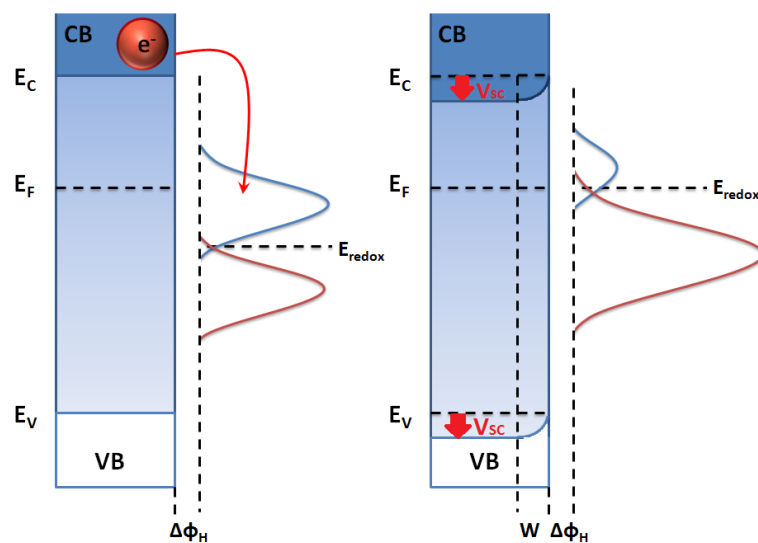 CB
e-
E_C
E_F
E_redox
E_V
VB
Δϕ_H
CB
E_C
V_SC
E_F
E_redox
E_V
V_SC
VB
W Δϕ_H